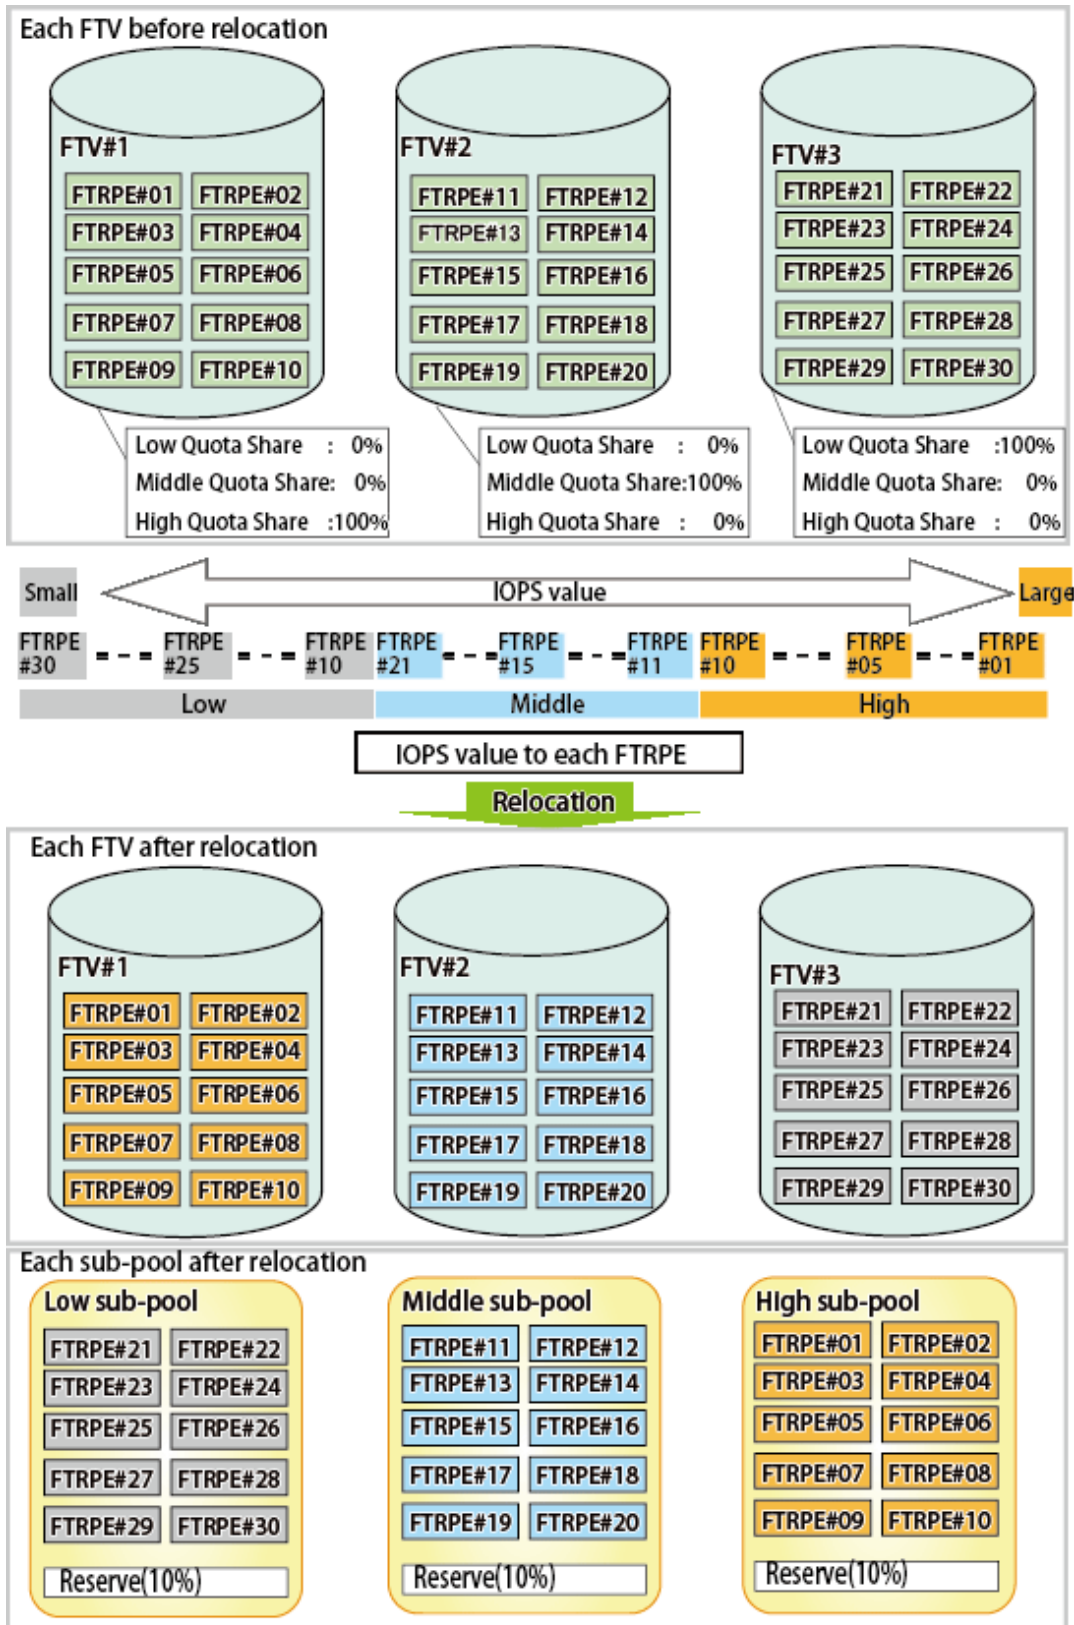 Each FTV before relocation
FTV#1 FTV#2 FTV#3
FTRPE#01 FTRPE#02 FTRPE#11 FTRPE#12 FTRPE#21 FTRPE#22
FTRPE#03 FTRPE#04 FTRPE#13 FTRPE#14 FTRPE#23 FTRPE#24
FTRPE#05 FTRPE#06 FTRPE#15 FTRPE#16 FTRPE#25 FTRPE#26
FTRPE#07 FTRPE#08 FTRPE#17 FTRPE#18 FTRPE#27 FTRPE#28
FTRPE#09 FTRPE#10 FTRPE#19 FTRPE#20 FTRPE#29 FTRPE#30
Low Quota Share : 0% Low Quota Share : 0% Low Quota Share :100%
Middle Quota Share: 0% Middle Quota Share:100% Middle Quota Share: 0%
High Quota Share :100% High Quota Share : 0% High Quota Share : 0%
Small IOPS value Large
FTRPE FTRPE FTRPE FTRPE FTRPE FTRPE FTRPE FTRPE FTRPE
#30 #25 #10 #21 #15 #11 #10 #05 #01
Low Middle High
IOPS value to each FTRPE
Relocation
Each FTV after relocation
FTV#1 FTV#2 FTV#3
FTRPE#01 FTRPE#02 FTRPE#11 FTRPE#12 FTRPE#21 FTRPE#22
FTRPE#03 FTRPE#04 FTRPE#13 FTRPE#14 FTRPE#23 FTRPE#24
FTRPE#05 FTRPE#06 FTRPE#15 FTRPE#16 FTRPE#25 FTRPE#26
FTRPE#07 FTRPE#08 FTRPE#17 FTRPE#18 FTRPE#27 FTRPE#28
FTRPE#09 FTRPE#10 FTRPE#19 FTRPE#20 FTRPE#29 FTRPE#30
Each sub-pool after relocation
Low sub-pool Middle sub-pool High sub-pool
FTRPE#21 FTRPE#22 FTRPE#11 FTRPE#12 FTRPE#01 FTRPE#02
FTRPE#23 FTRPE#24 FTRPE#13 FTRPE#14 FTRPE#03 FTRPE#04
FTRPE#25 FTRPE#26 FTRPE#15 FTRPE#16 FTRPE#05 FTRPE#06
FTRPE#27 FTRPE#28 FTRPE#17 FTRPE#18 FTRPE#07 FTRPE#08
FTRPE#29 FTRPE#30 FTRPE#19 FTRPE#20 FTRPE#09 FTRPE#10
Reserve(10%) Reserve(10%) Reserve(10%)